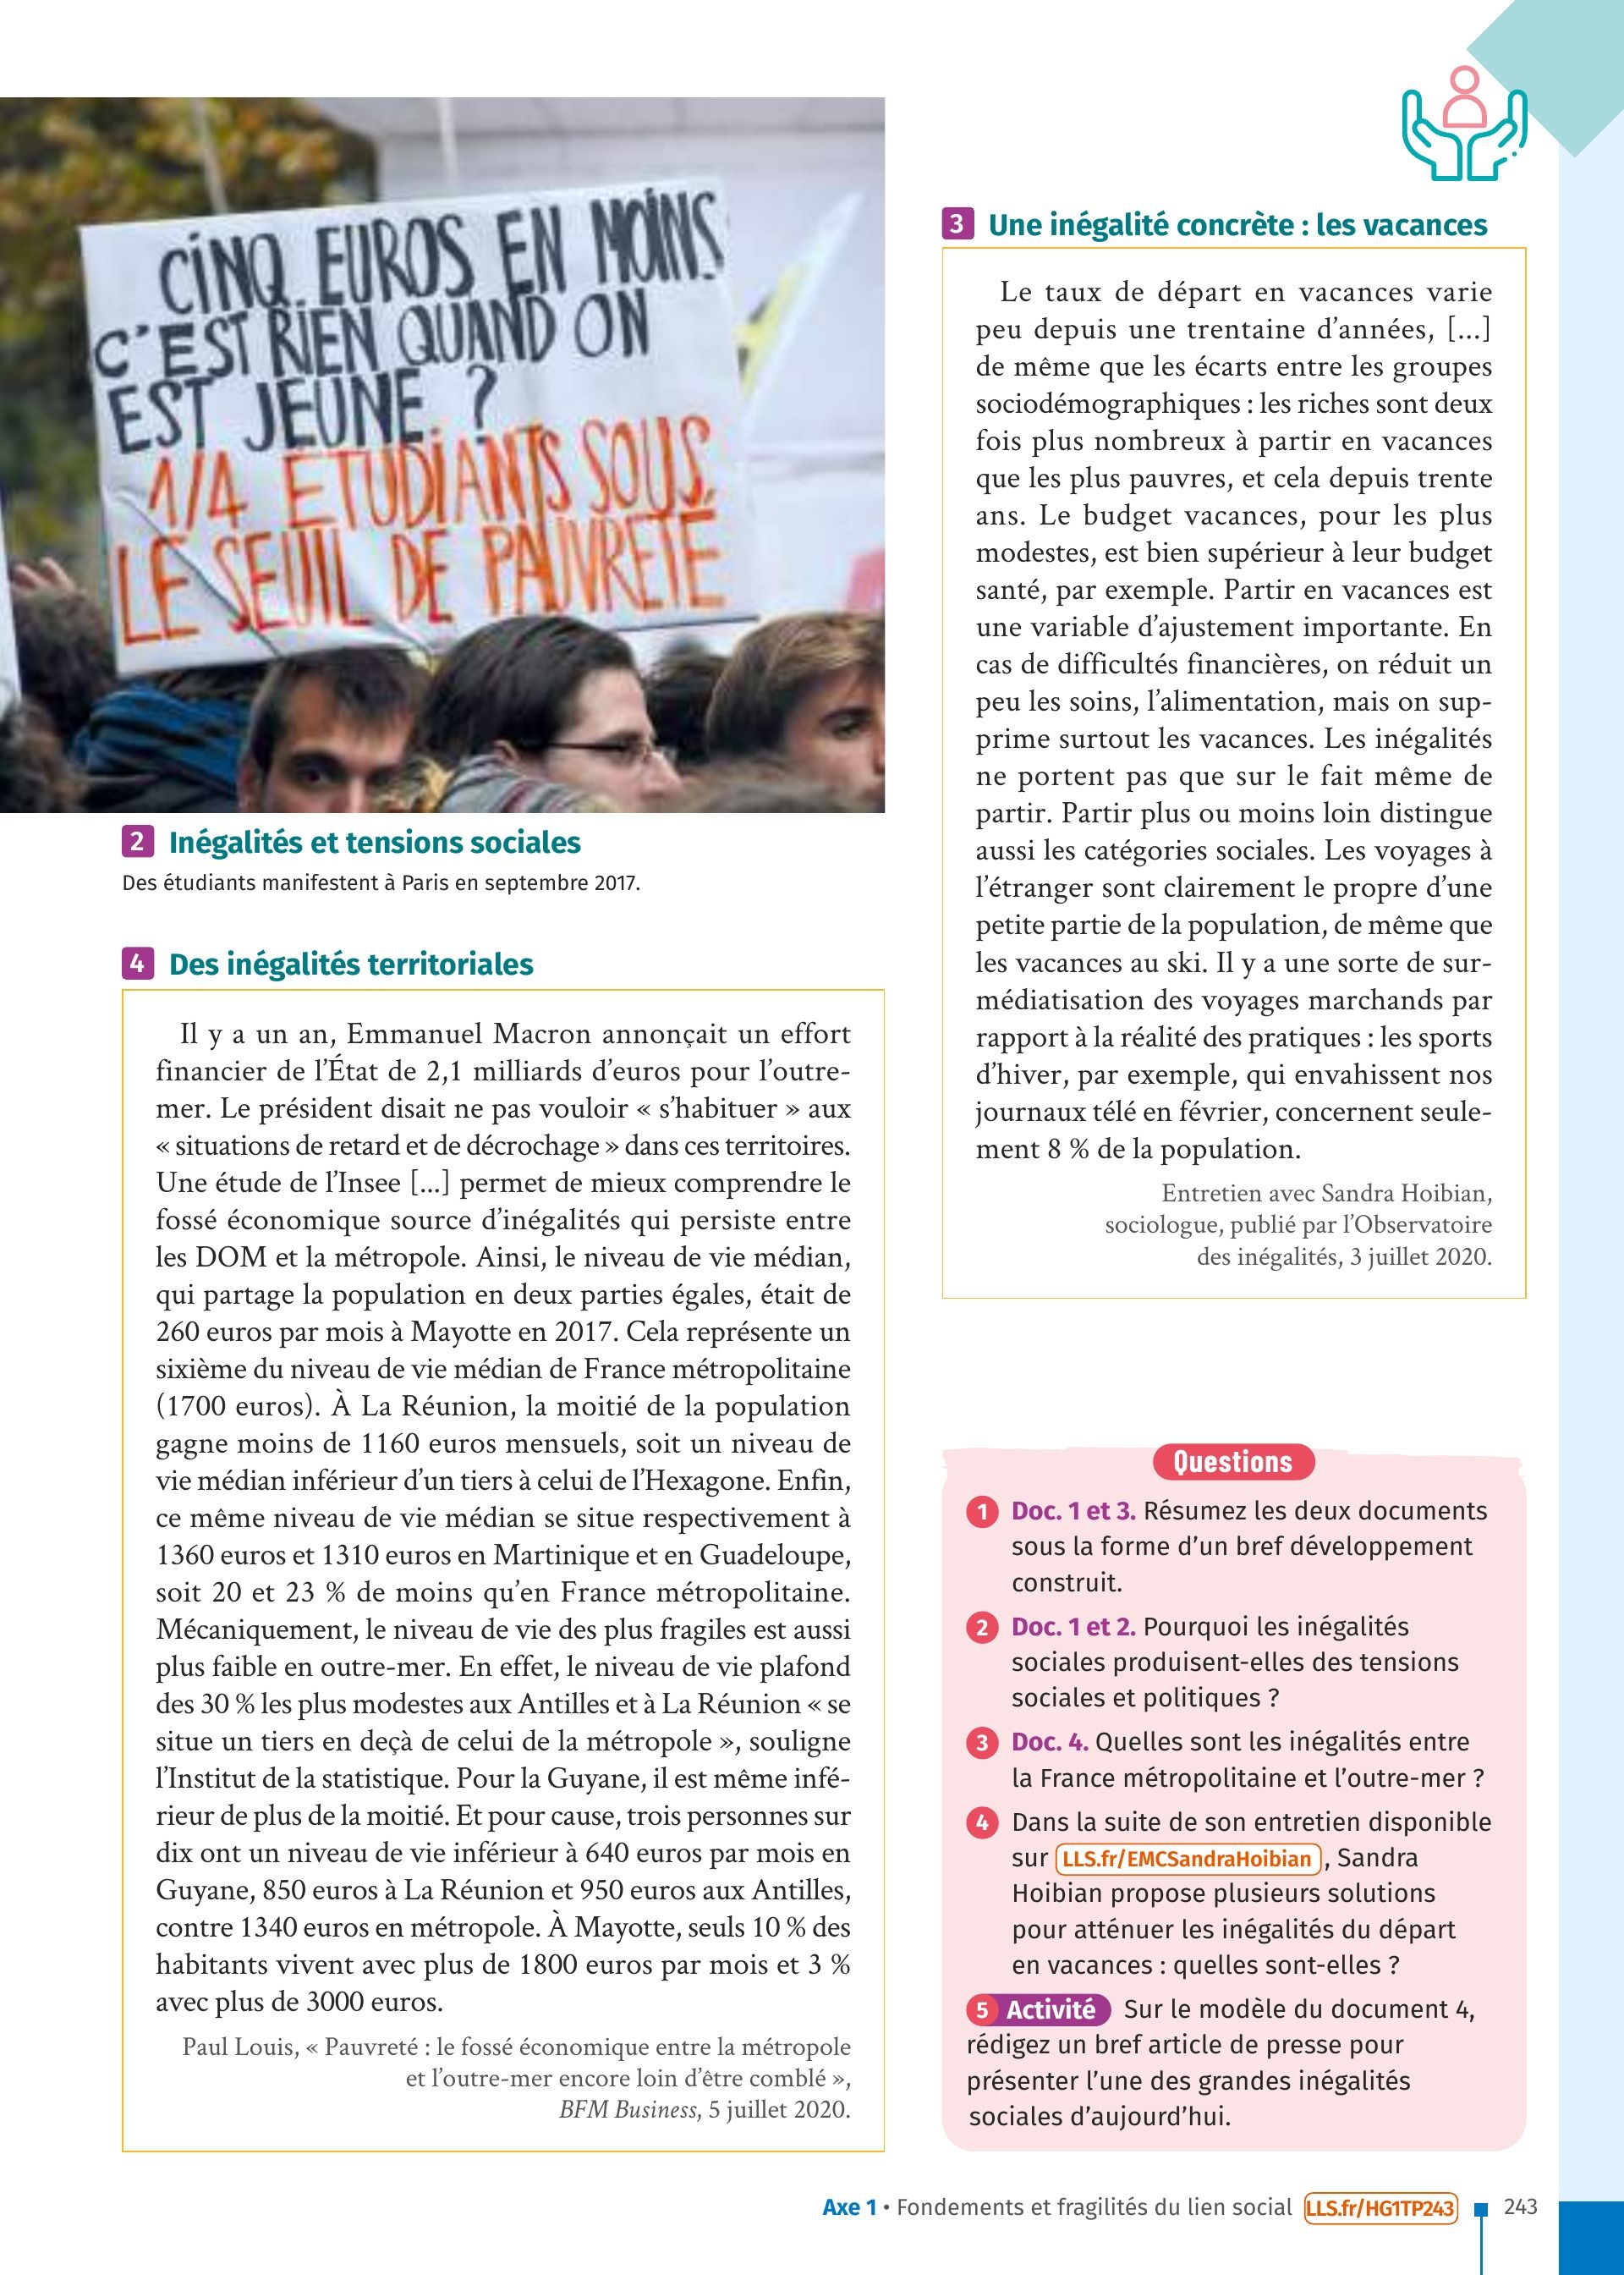 CINQ EUROS EN MOINS
C'EST RIEN QUAND ON
EST JEUNE ?
1/4 ETUDIANTS SOUS
LE SEUIL DE PAUVRETÉ
2 Inégalités et tensions sociales
Des étudiants manifestent à Paris en septembre 2017.
4 Des inégalités territoriales
Il y a un an, Emmanuel Macron annonçait un effort
financier de l'État de 2,1 milliards d'euros pour l'outre-
mer. Le président disait ne pas vouloir « s'habituer » aux
« situations de retard et de décrochage » dans ces territoires.
Une étude de l'Insee [...] permet de mieux comprendre le
fossé économique source d'inégalités qui persiste entre
les DOM et la métropole. Ainsi, le niveau de vie médian,
qui partage la population en deux parties égales, était de
260 euros par mois à Mayotte en 2017. Cela représente un
sixième du niveau de vie médian de France métropolitaine
(1700 euros). À La Réunion, la moitié de la population
gagne moins de 1160 euros mensuels, soit un niveau de
vie médian inférieur d'un tiers à celui de l'Hexagone. Enfin,
ce même niveau de vie médian se situe respectivement à
1360 euros et 1310 euros en Martinique et en Guadeloupe,
soit 20 et 23 % de moins qu'en France métropolitaine.
Mécaniquement, le niveau de vie des plus fragiles est aussi
plus faible en outre-mer. En effet, le niveau de vie plafond
des 30 % les plus modestes aux Antilles et à La Réunion « se
situe un tiers en deçà de celui de la métropole », souligne
l'Institut de la statistique. Pour la Guyane, il est même infé-
rieur de plus de la moitié. Et pour cause, trois personnes sur
dix ont un niveau de vie inférieur à 640 euros par mois en
Guyane, 850 euros à La Réunion et 950 euros aux Antilles,
contre 1340 euros en métropole. À Mayotte, seuls 10 % des
habitants vivent avec plus de 1800 euros par mois et 3 %
avec plus de 3000 euros.
Paul Louis, « Pauvreté : le fossé économique entre la métropole
et l'outre-mer encore loin d'être comblé »,
BFM Business, 5 juillet 2020.
3 Une inégalité concrète : les vacances
Le taux de départ en vacances varie
peu depuis une trentaine d'années, [...]
de même que les écarts entre les groupes
sociodémographiques : les riches sont deux
fois plus nombreux à partir en vacances
que les plus pauvres, et cela depuis trente
ans. Le budget vacances, pour les plus
modestes, est bien supérieur à leur budget
santé, par exemple. Partir en vacances est
une variable d'ajustement importante. En
cas de difficultés financières, on réduit un
peu les soins, l'alimentation, mais on sup-
prime surtout les vacances. Les inégalités
ne portent pas que sur le fait même de
partir. Partir plus ou moins loin distingue
aussi les catégories sociales. Les voyages à
l'étranger sont clairement le propre d'une
petite partie de la population, de même que
les vacances au ski. Il y a une sorte de sur-
médiatisation des voyages marchands par
rapport à la réalité des pratiques : les sports
d'hiver, par exemple, qui envahissent nos
journaux télé en février, concernent seule-
ment 8 % de la population.
Entretien avec Sandra Hoibian,
sociologue, publié par l'Observatoire
des inégalités, 3 juillet 2020.
Questions
1 Doc. 1 et 3. Résumez les deux documents
sous la forme d'un bref développement
construit.
2 Doc. 1 et 2. Pourquoi les inégalités
sociales produisent-elles des tensions
sociales et politiques ?
3 Doc. 4. Quelles sont les inégalités entre
la France métropolitaine et l'outre-mer ?
4 Dans la suite de son entretien disponible
sur LLS.fr/EMCSandraHoibian, Sandra
Hoibian propose plusieurs solutions
pour atténuer les inégalités du départ
en vacances : quelles sont-elles ?
5 Activité Sur le modèle du document 4,
rédigez un bref article de presse pour
présenter l'une des grandes inégalités
sociales d'aujourd'hui.
Axe 1 • Fondements et fragilités du lien social LLS.fr/HG1TP243 243